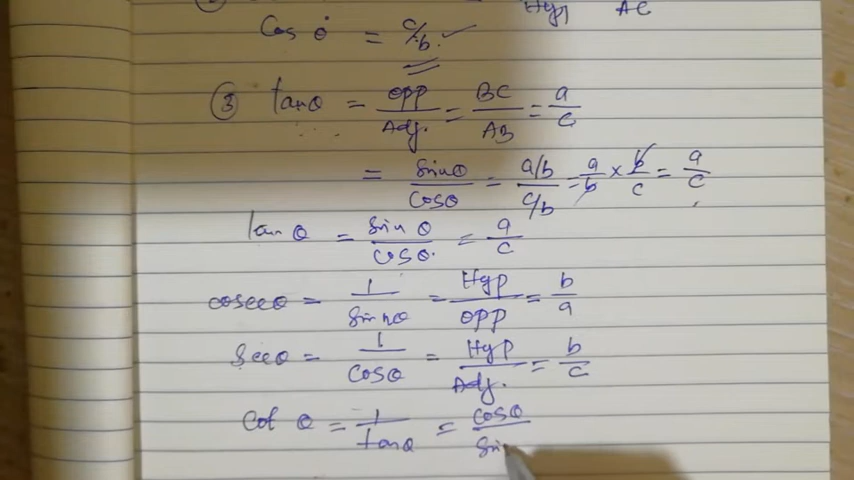 Hyp AC
Cos θ = c/b. ✓
③ tanθ = opp/Adj. = BC/AB = a/c
= Sinθ/Cosθ = a/b / c/b = a/b × b/c = a/c
tan θ = Sin θ/cos θ. = a/c
cosecθ = 1/Sinθ = Hyp/opp = b/a
Secθ = 1/Cosθ = Hyp/Adj. = b/c
Cot θ = 1/tanθ = cosθ/Sin